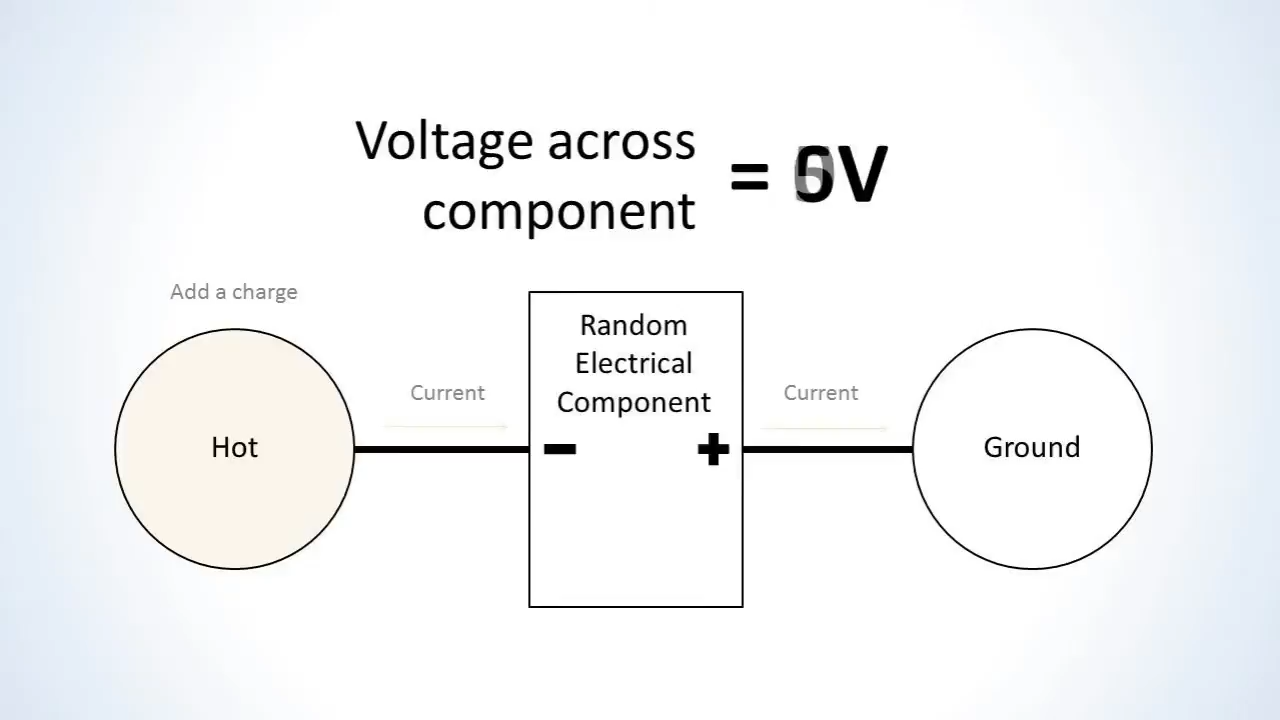 Voltage across
component
= V
Add a charge
Random
Electrical
Component
Current
Current
Hot
-
+
Ground